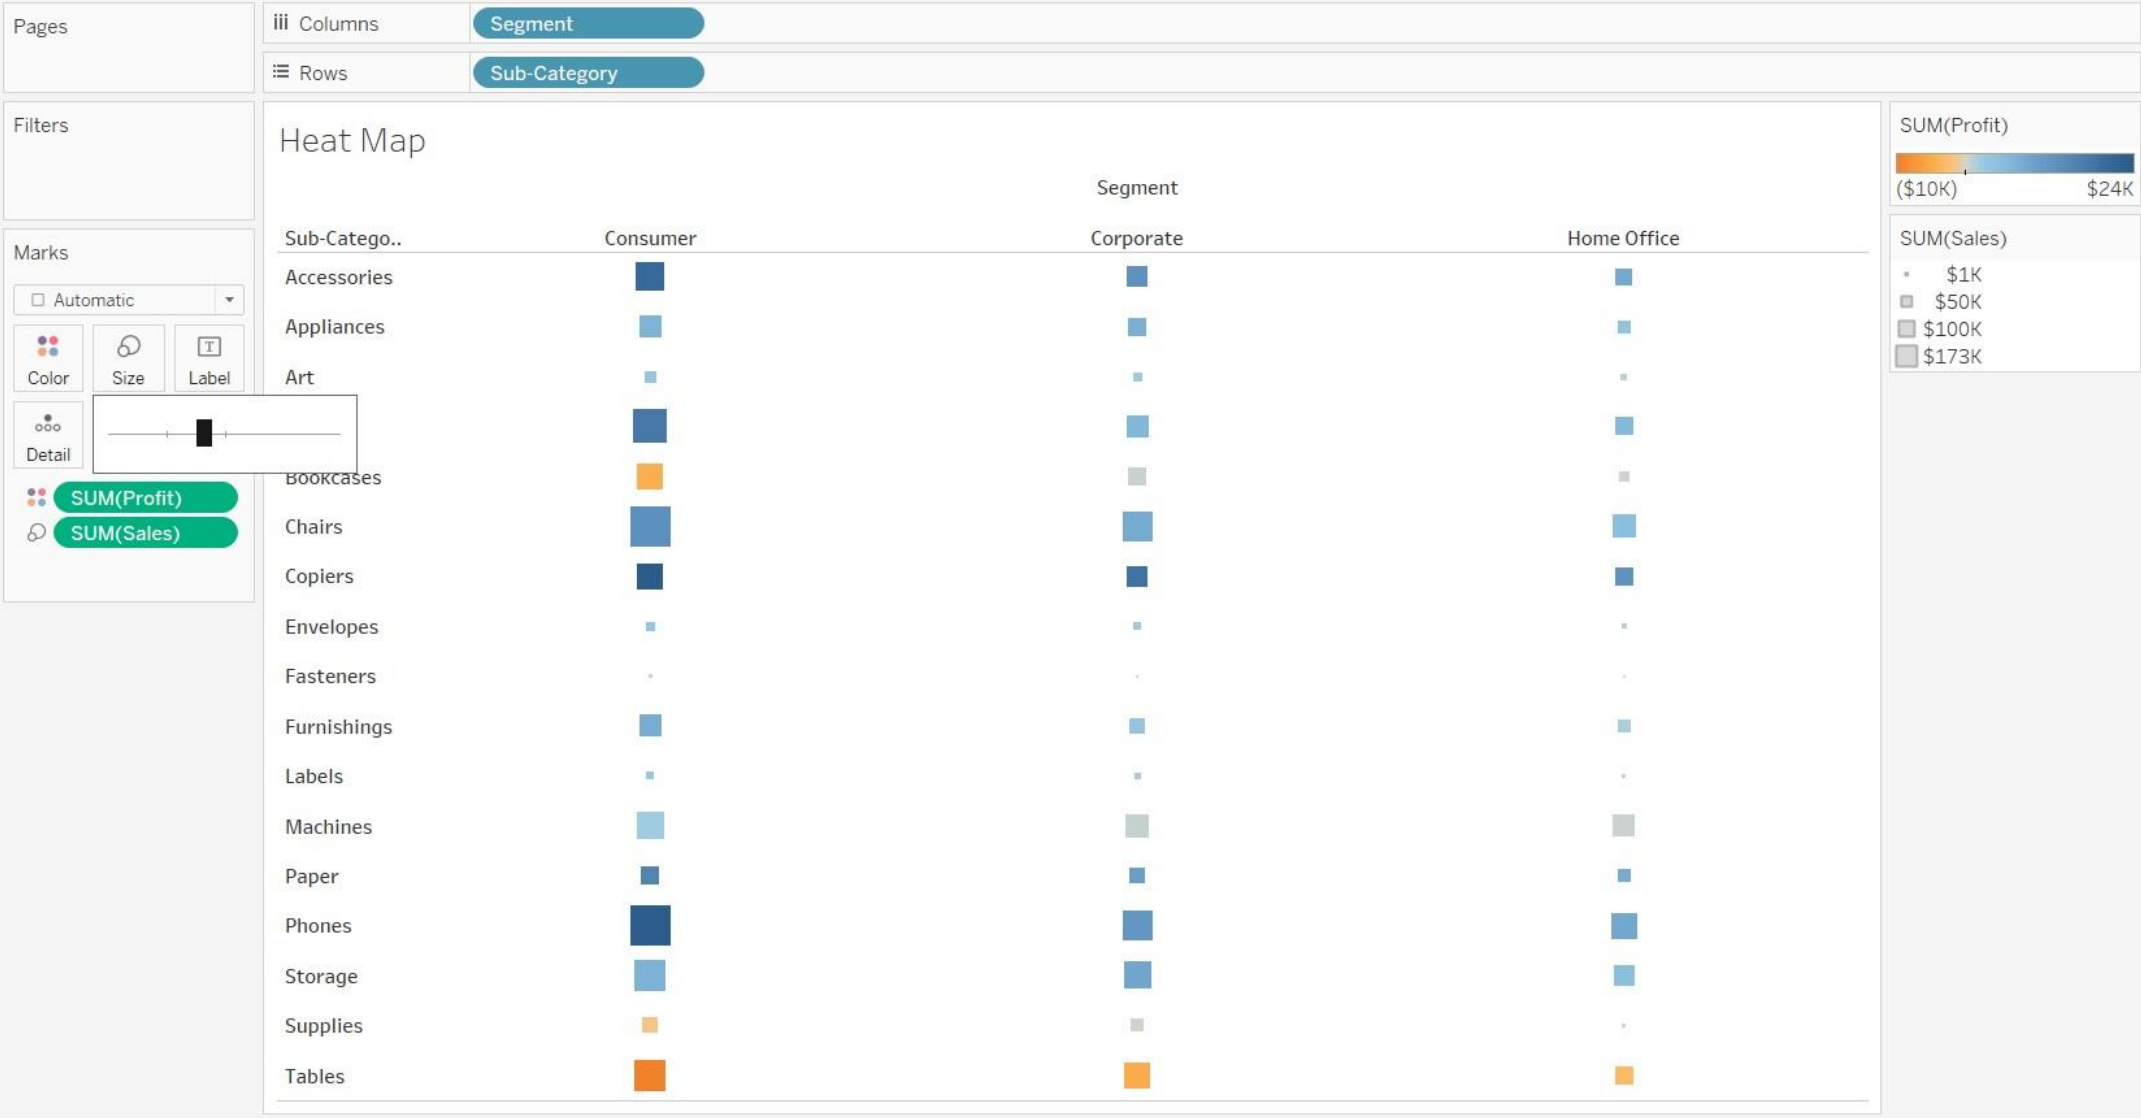 Pages
iii Columns Segment
Rows Sub-Category
Filters
Heat Map
SUM(Profit)
($10K) $24K
Segment
Sub-Catego.. Consumer Corporate Home Office
SUM(Sales)
$1K
$50K
$100K
$173K
Marks
Automatic
Color Size T Label
Detail
SUM(Profit)
SUM(Sales)
Accessories
Appliances
Art
Bookcases
Chairs
Copiers
Envelopes
Fasteners
Furnishings
Labels
Machines
Paper
Phones
Storage
Supplies
Tables